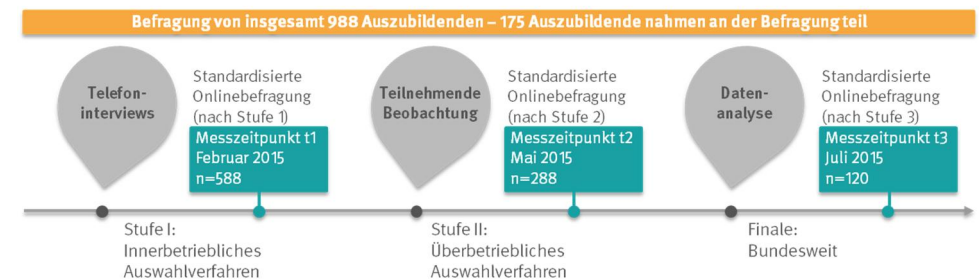 Befragung von insgesamt 988 Auszubildenden – 175 Auszubildende nahmen an der Befragung teil
Telefon-
interviews
Standardisierte
Onlinebefragung
(nach Stufe 1)
Messzeitpunkt t1
Februar 2015
n=588
Teilnehmende
Beobachtung
Standardisierte
Onlinebefragung
(nach Stufe 2)
Messzeitpunkt t2
Mai 2015
n=288
Daten-
analyse
Standardisierte
Onlinebefragung
(nach Stufe 3)
Messzeitpunkt t3
Juli 2015
n=120
Stufe I:
Innerbetriebliches
Auswahlverfahren
Stufe II:
Überbetriebliches
Auswahlverfahren
Finale:
Bundesweit